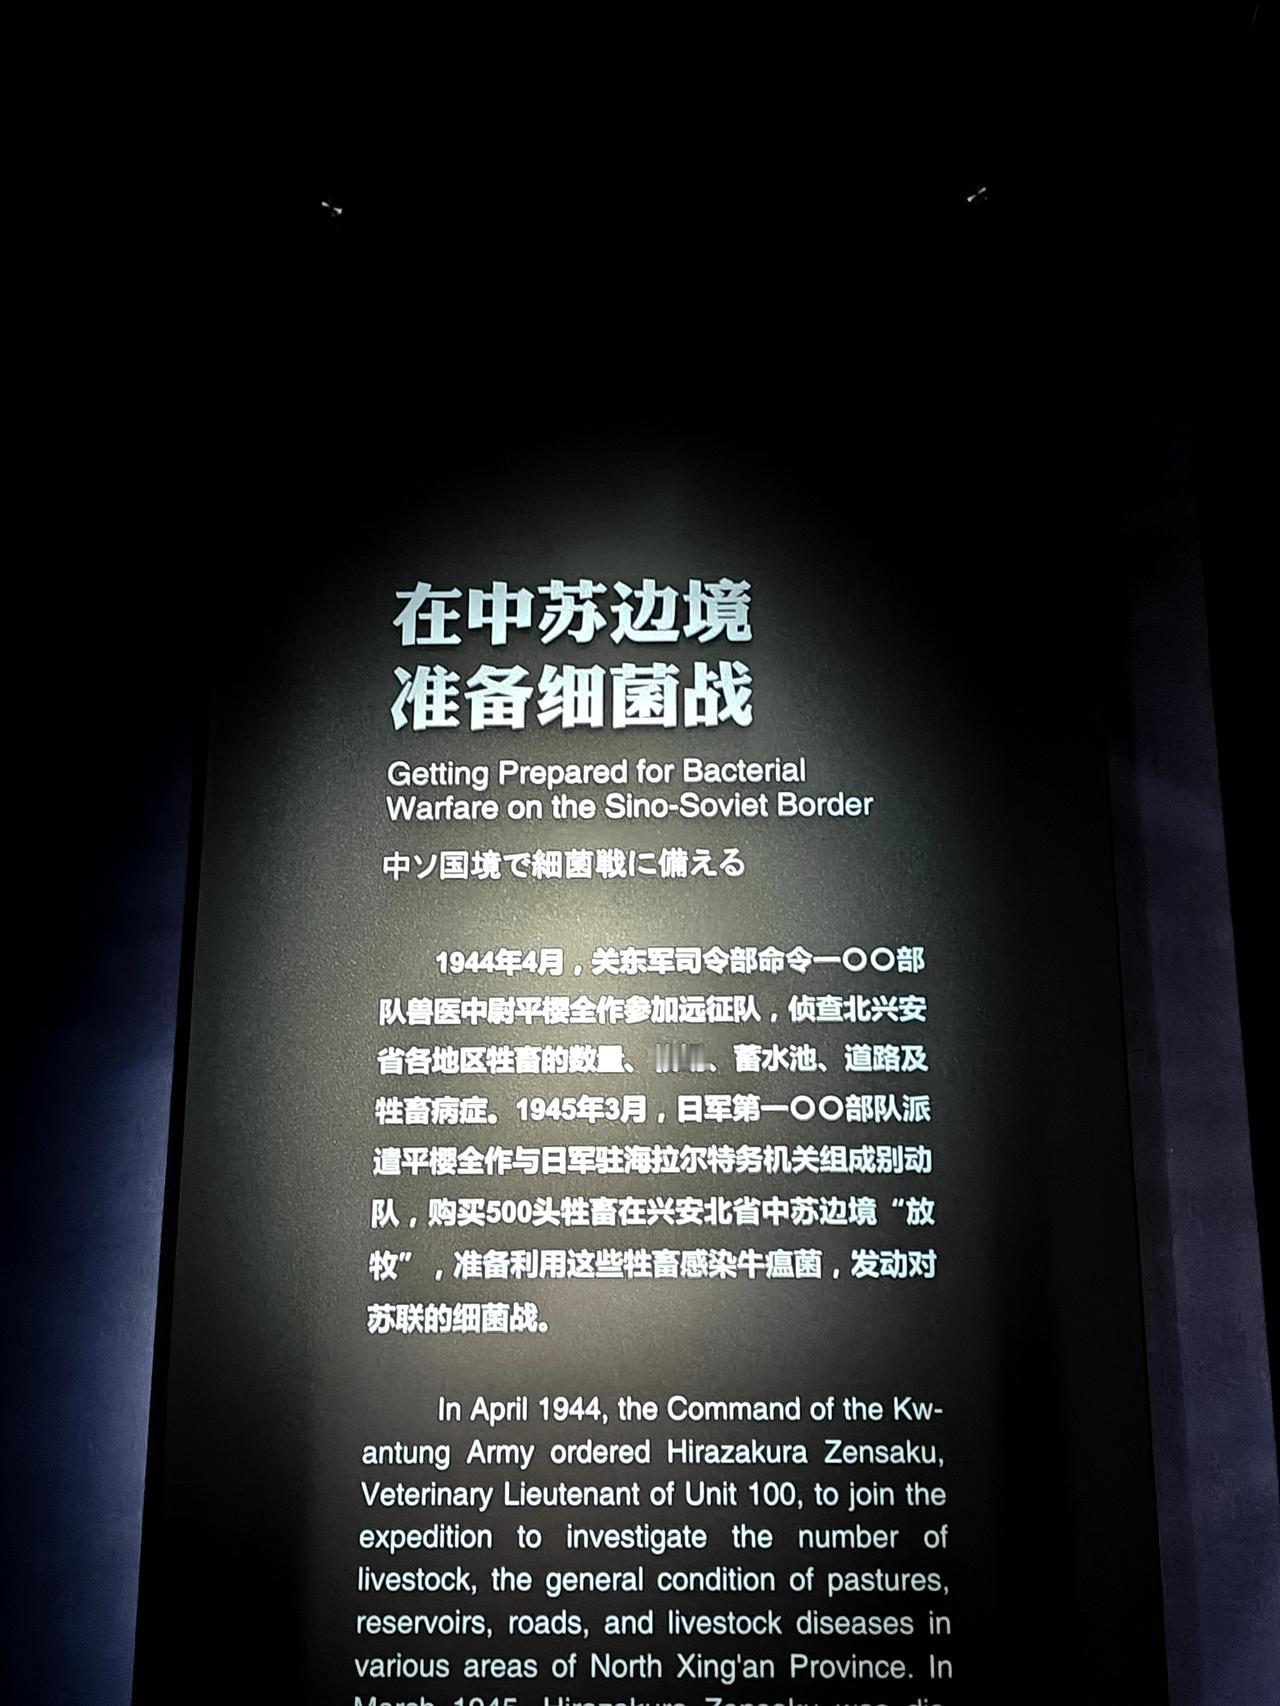 在中苏边境
准备细菌战
Getting Prepared for Bacterial
Warfare on the Sino-Soviet Border
中ソ国境で細菌戦に備える
1944年4月，关东军司令部命令一〇〇部
队兽医中尉平樱全作参加远征队，侦查北兴安
省各地区牲畜的数量、、蓄水池、道路及
牲畜病症。1945年3月，日军第一〇〇部队派
遣平樱全作与日军驻海拉尔特务机关组成别动
队，购买500头牲畜在兴安北省中苏边境“放
牧”，准备利用这些牲畜感染牛瘟菌，发动对
苏联的细菌战。
In April 1944, the Command of the Kw-
antung Army ordered Hirazakura Zensaku,
Veterinary Lieutenant of Unit 100, to join the
expedition to investigate the number of
livestock, the general condition of pastures,
reservoirs, roads, and livestock diseases in
various areas of North Xing'an Province. In
March 1945, Hirazakura Zensaku was dis-